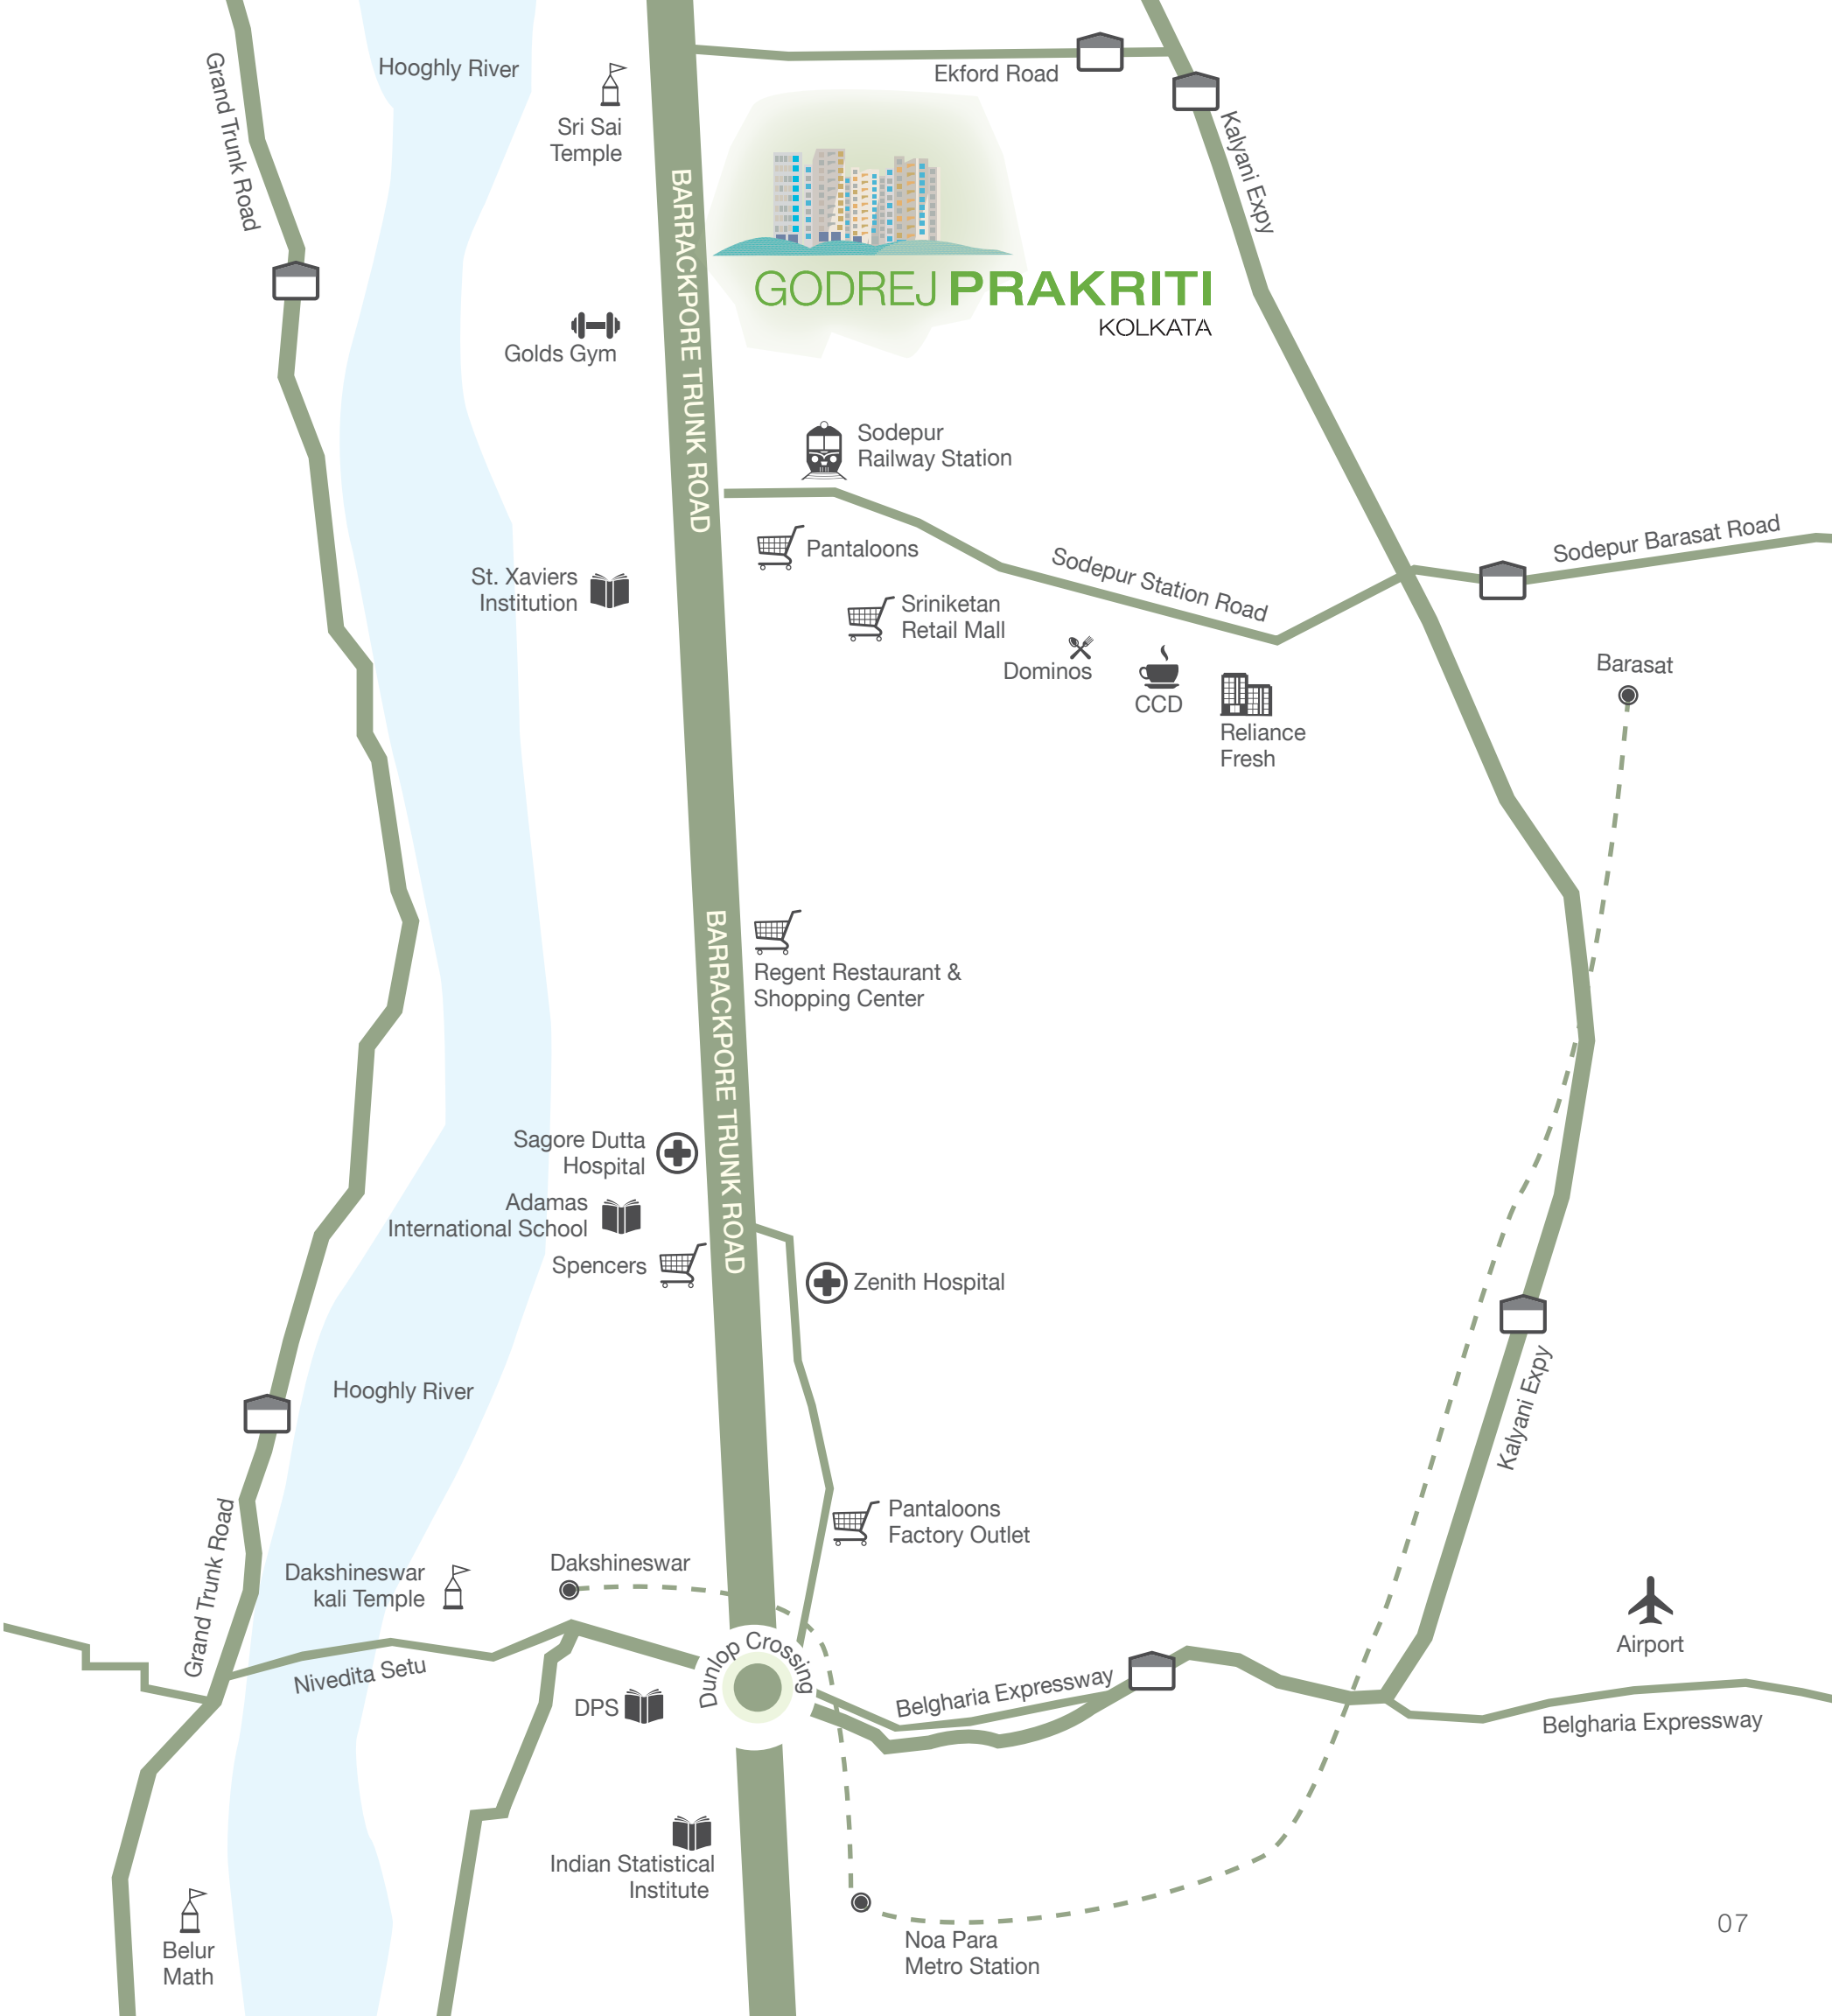 Grand Trunk Road
Hooghly River
Sri Sai
Temple
Ekford Road
Kalyani Expy
BARRACKPORE TRUNK ROAD
GODREJ PRAKRITI
KOLKATA
Golds Gym
Sodepur
Railway Station
Pantaloons
Sodepur Station Road
Sodepur Barasat Road
St. Xaviers
Institution
Sriniketan
Retail Mall
Dominos
CCD
Reliance
Fresh
Barasat
BARRACKPORE TRUNK ROAD
Regent Restaurant &
Shopping Center
Sagore Dutta
Hospital
Adamas
International School
Spencers
Zenith Hospital
Hooghly River
Kalyani Expy
Grand Trunk Road
Pantaloons
Factory Outlet
Dakshineswar
kali Temple
Dakshineswar
Airport
Nivedita Setu
Dunlop Crossing
DPS
Belgharia Expressway
Belgharia Expressway
Indian Statistical
Institute
Belur
Math
Noa Para
Metro Station
07